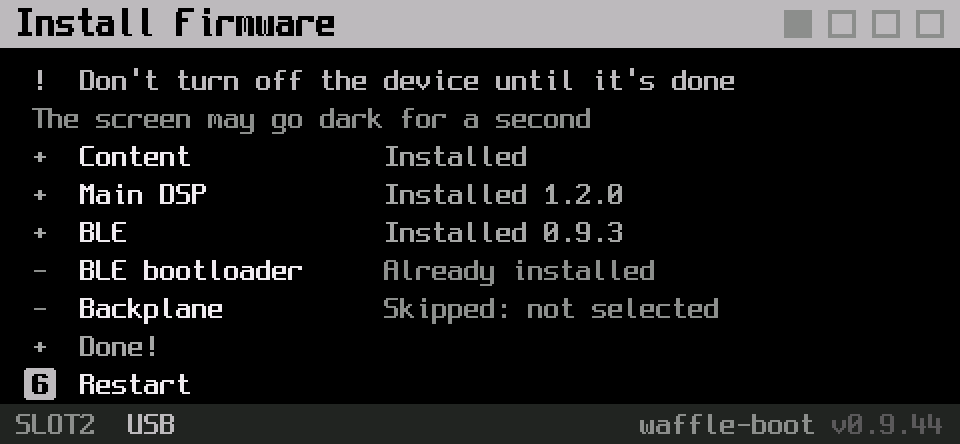 Install Firmware
! Don't turn off the device until it's done
The screen may go dark for a second
+ Content Installed
+ Main DSP Installed 1.2.0
+ BLE Installed 0.9.3
- BLE bootloader Already installed
- Backplane Skipped: not selected
+ Done!
6 Restart
SLOT2 USB waffle-boot v0.9.44